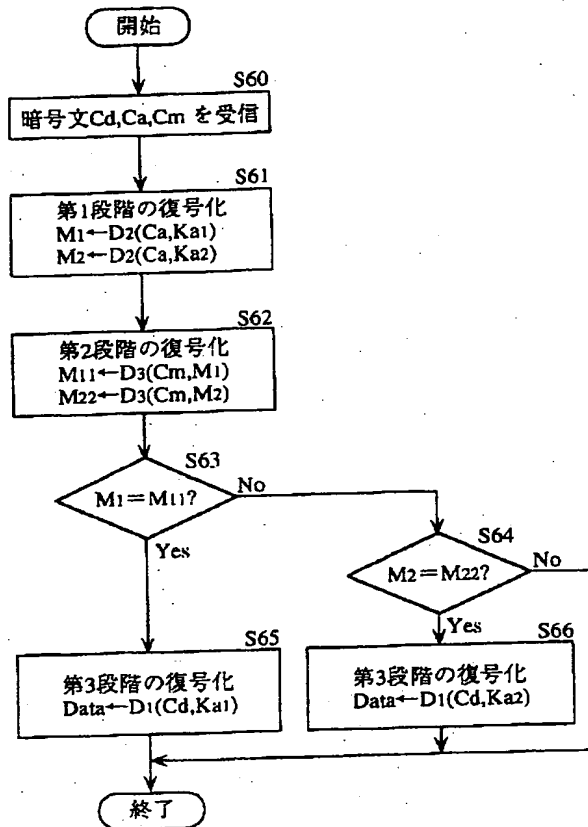 開始
S60
暗号文Cd,Ca,Cm を受信
S61
第1段階の復号化
M1←D2(Ca,Ka1)
M2←D2(Ca,Ka2)
S62
第2段階の復号化
M11←D3(Cm,M1)
M22←D3(Cm,M2)
S63
M1=M11?
No
Yes
S64
M2=M22?
No
Yes
S65
第3段階の復号化
Data←D1(Cd,Ka1)
S66
第3段階の復号化
Data←D1(Cd,Ka2)
終了